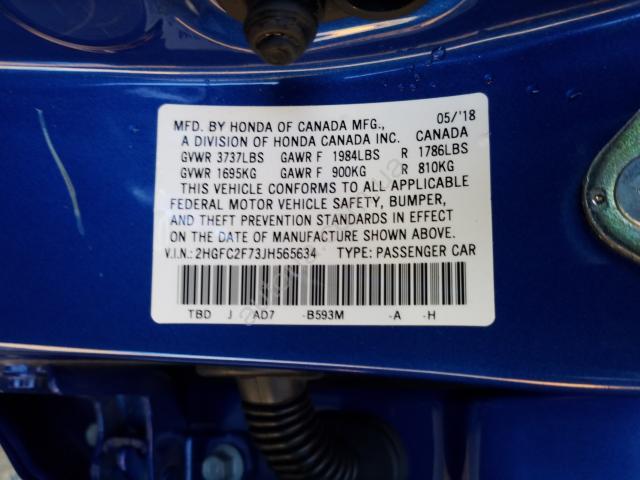 MFD. BY HONDA OF CANADA MFG., 05/'18
A DIVISION OF HONDA CANADA INC. CANADA
GVWR 3737LBS GAWR F 1984LBS R 1786LBS
GVWR 1695KG GAWR F 900KG R 810KG
THIS VEHICLE CONFORMS TO ALL APPLICABLE
FEDERAL MOTOR VEHICLE SAFETY, BUMPER,
AND THEFT PREVENTION STANDARDS IN EFFECT
ON THE DATE OF MANUFACTURE SHOWN ABOVE.
V.I.N.: 2HGFC2F73JH565634 TYPE: PASSENGER CAR
TBD J AD7 -B593M -A -H